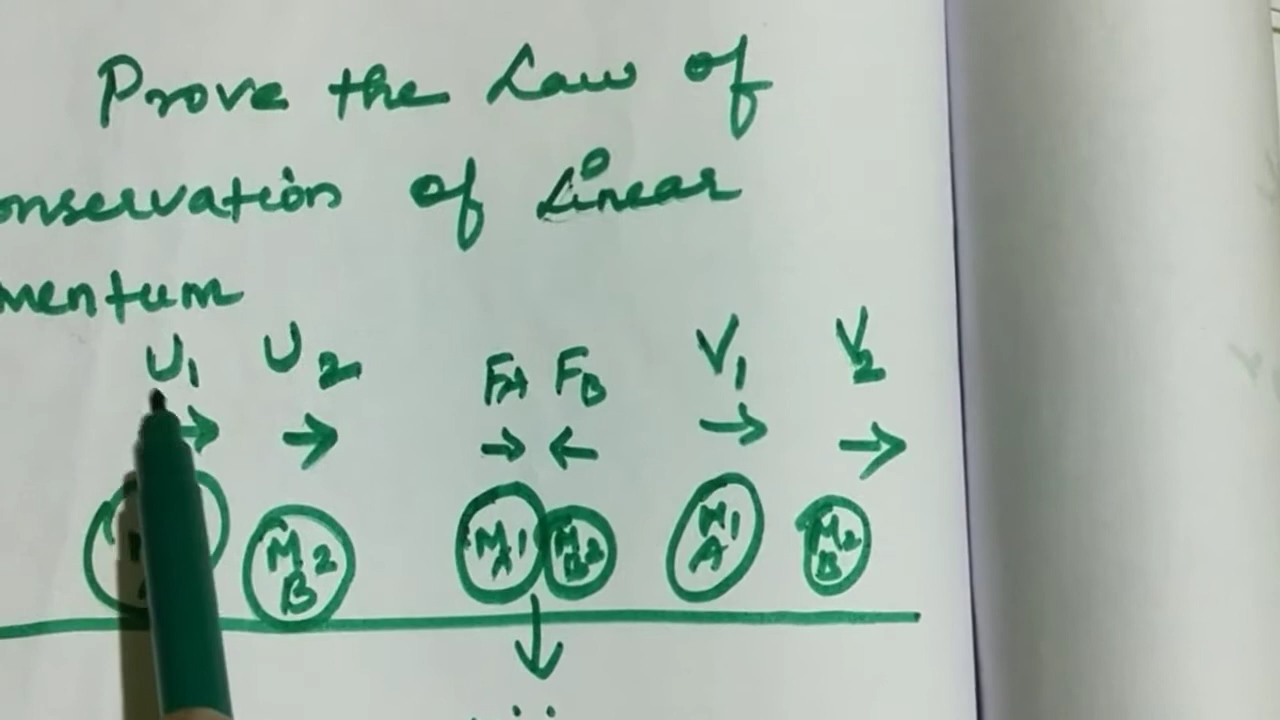 Prove the Law of
onservation of Linear
mentum
U1 U2 FA FB V1 V2
→ → → ← → →
M2 B M1 A M2 B M1 A M2 B